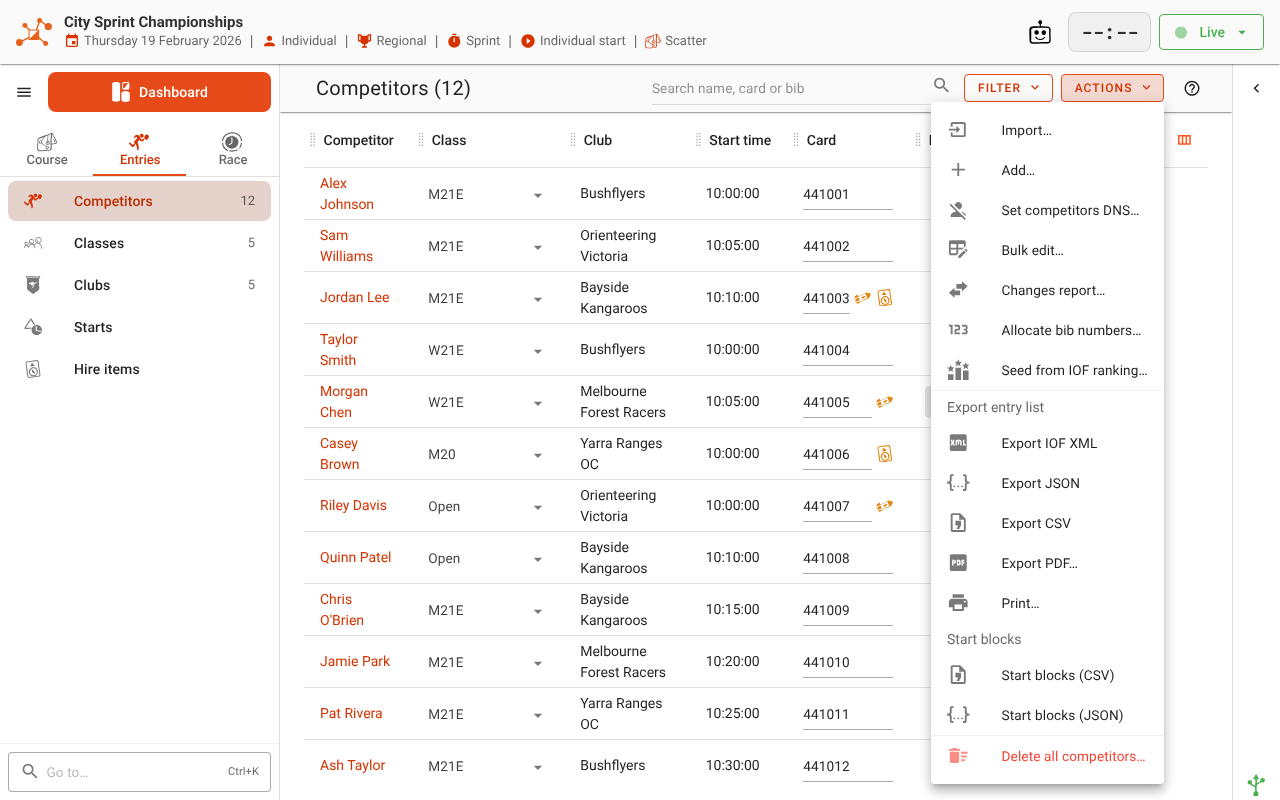 City Sprint Championships
Thursday 19 February 2026 | Individual | Regional | Sprint | Individual start | Scatter
--:--
Live
Dashboard
Course
Entries
Race
Competitors 12
Classes 5
Clubs 5
Starts
Hire items
Go to… Ctrl+K
Competitors (12)
Search name, card or bib
FILTER
ACTIONS
Competitor Class Club Start time Card
Alex
Johnson
M21E
Bushflyers
10:00:00
441001
Sam
Williams
M21E
Orienteering
Victoria
10:05:00
441002
Jordan Lee
M21E
Bayside
Kangaroos
10:10:00
441003
Taylor
Smith
W21E
Bushflyers
10:00:00
441004
Morgan
Chen
W21E
Melbourne
Forest Racers
10:05:00
441005
Casey
Brown
M20
Yarra Ranges
OC
10:00:00
441006
Riley Davis
Open
Orienteering
Victoria
10:00:00
441007
Quinn Patel
Open
Bayside
Kangaroos
10:10:00
441008
Chris
O'Brien
M21E
Bayside
Kangaroos
10:15:00
441009
Jamie Park
M21E
Melbourne
Forest Racers
10:20:00
441010
Pat Rivera
M21E
Yarra Ranges
OC
10:25:00
441011
Ash Taylor
M21E
Bushflyers
10:30:00
441012
Import…
Add…
Set competitors DNS…
Bulk edit…
Changes report…
123 Allocate bib numbers…
Seed from IOF ranking…
Export entry list
XML Export IOF XML
{...} Export JSON
Export CSV
PDF Export PDF…
Print…
Start blocks
Start blocks (CSV)
{...} Start blocks (JSON)
Delete all competitors…